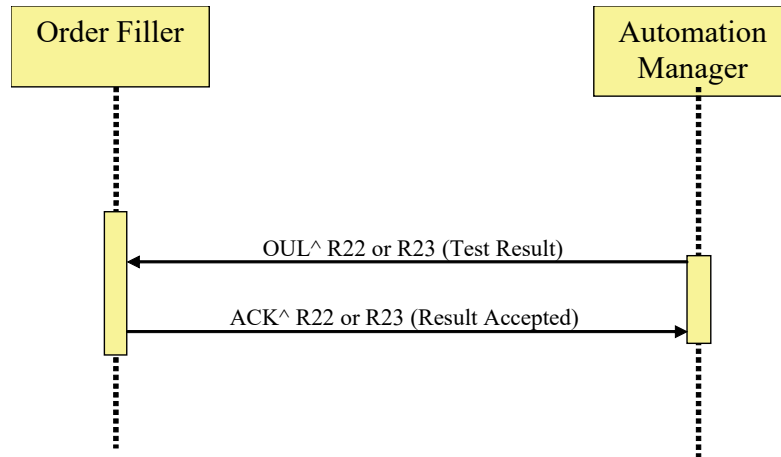 Order Filler
Automation
Manager
OUL^ R22 or R23 (Test Result)
ACK^ R22 or R23 (Result Accepted)